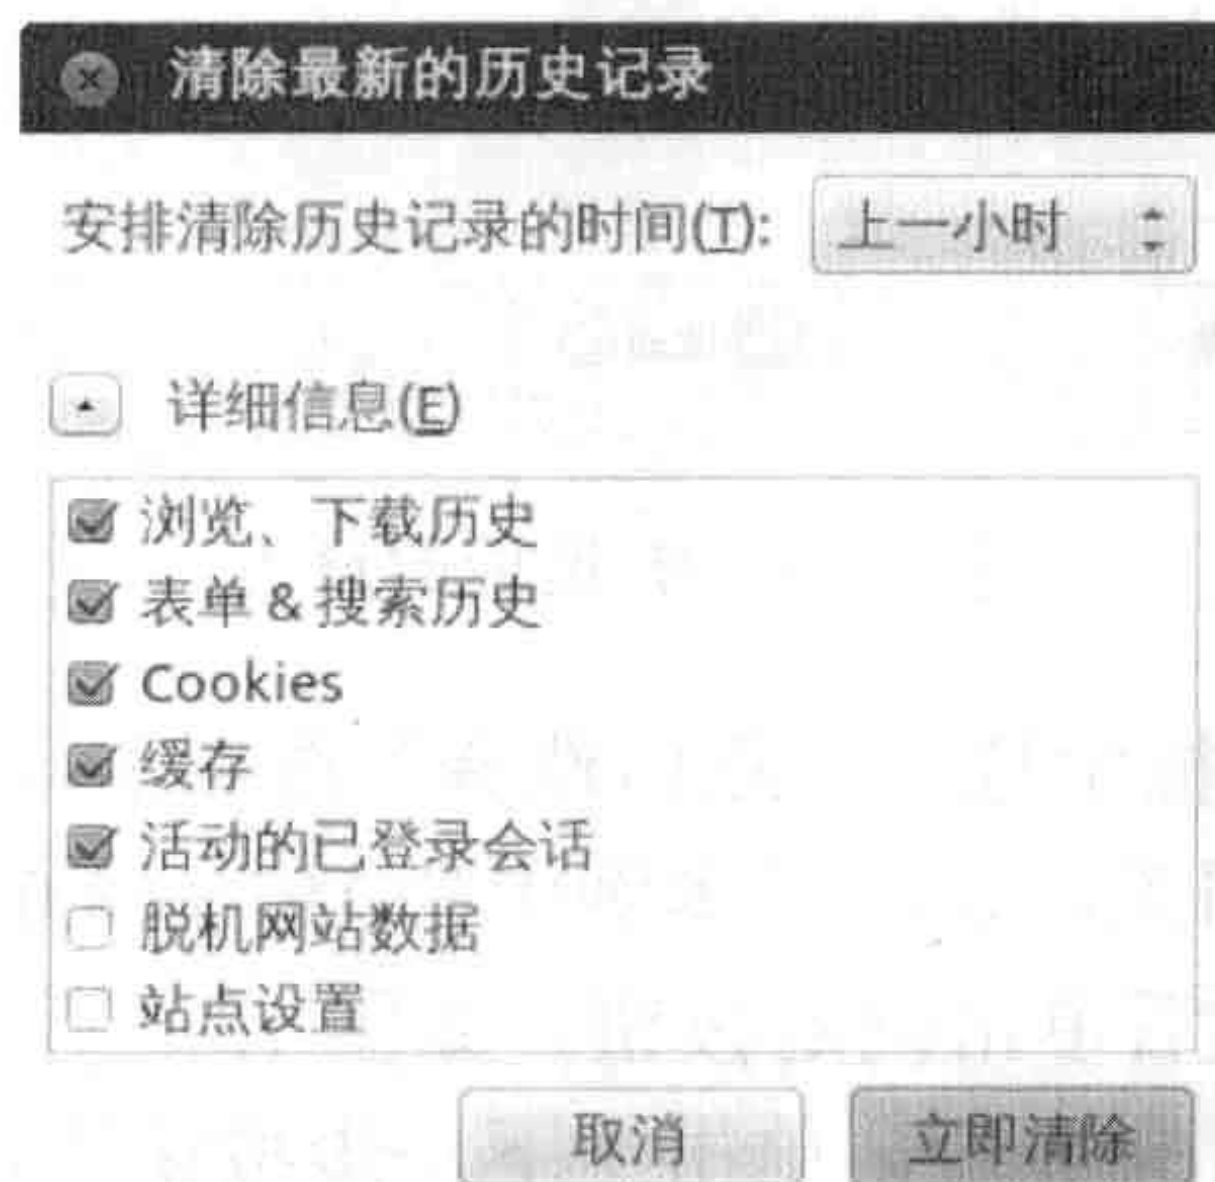 清除最新的历史记录
安排清除历史记录的时间(T): 上一小时
详细信息(E)
浏览、下载历史
表单 & 搜索历史
Cookies
缓存
活动的已登录会话
脱机网站数据
站点设置
取消 立即清除